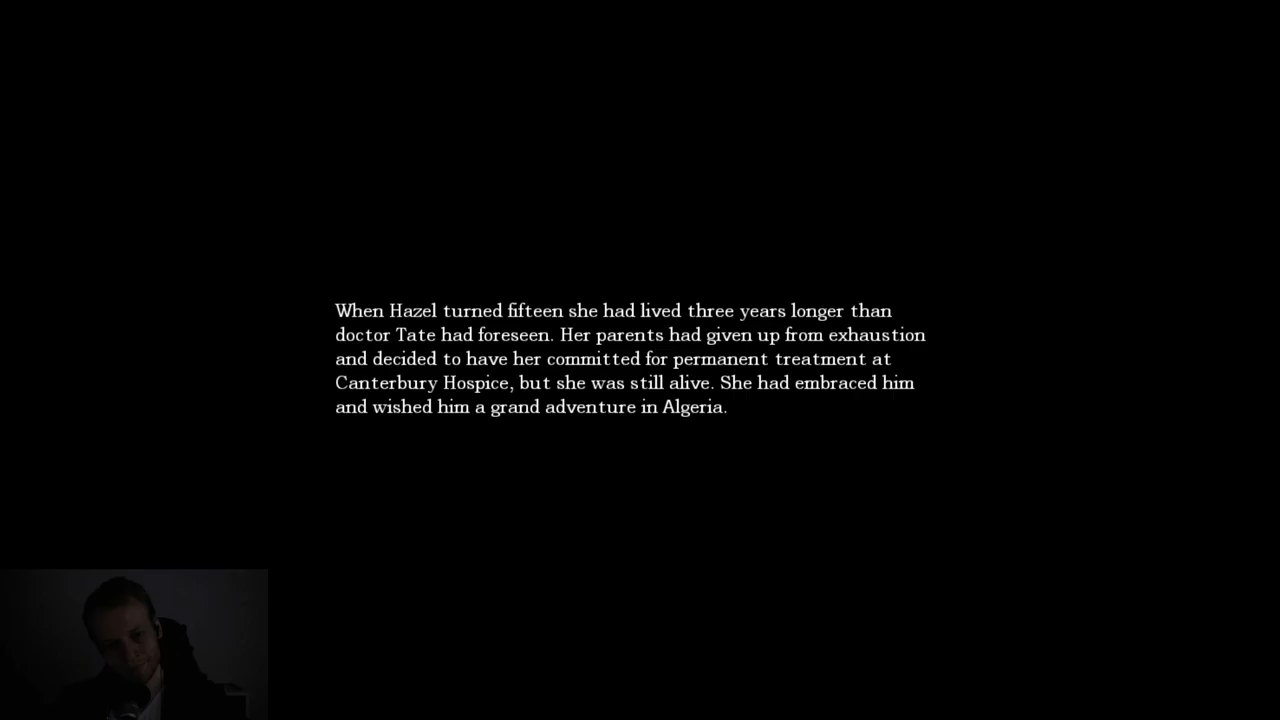 When Hazel turned fifteen she had lived three years longer than
doctor Tate had foreseen. Her parents had given up from exhaustion
and decided to have her committed for permanent treatment at
Canterbury Hospice, but she was still alive. She had embraced him
and wished him a grand adventure in Algeria.